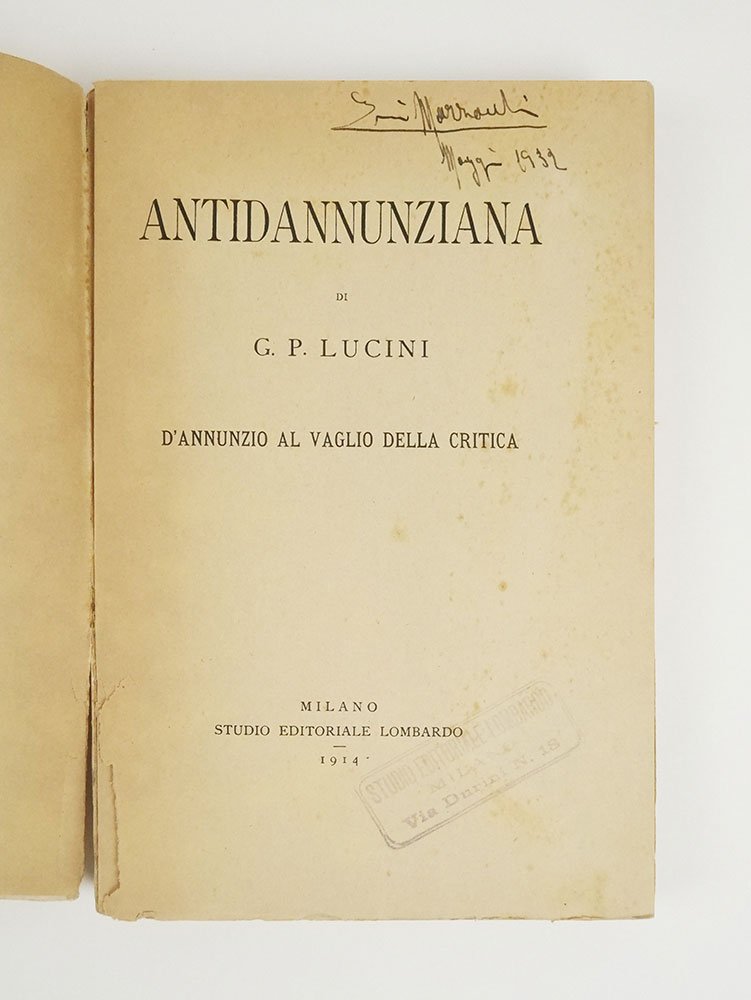 1932
ANTIDANNUNZIANA
DI
G. P. LUCINI
D'ANNUNZIO AL VAGLIO DELLA CRITICA
MILANO
STUDIO EDITORIALE LOMBARDO
1914
STUDIO EDITORIALE LOMBARDO
MILANO
Via Durini N. 18